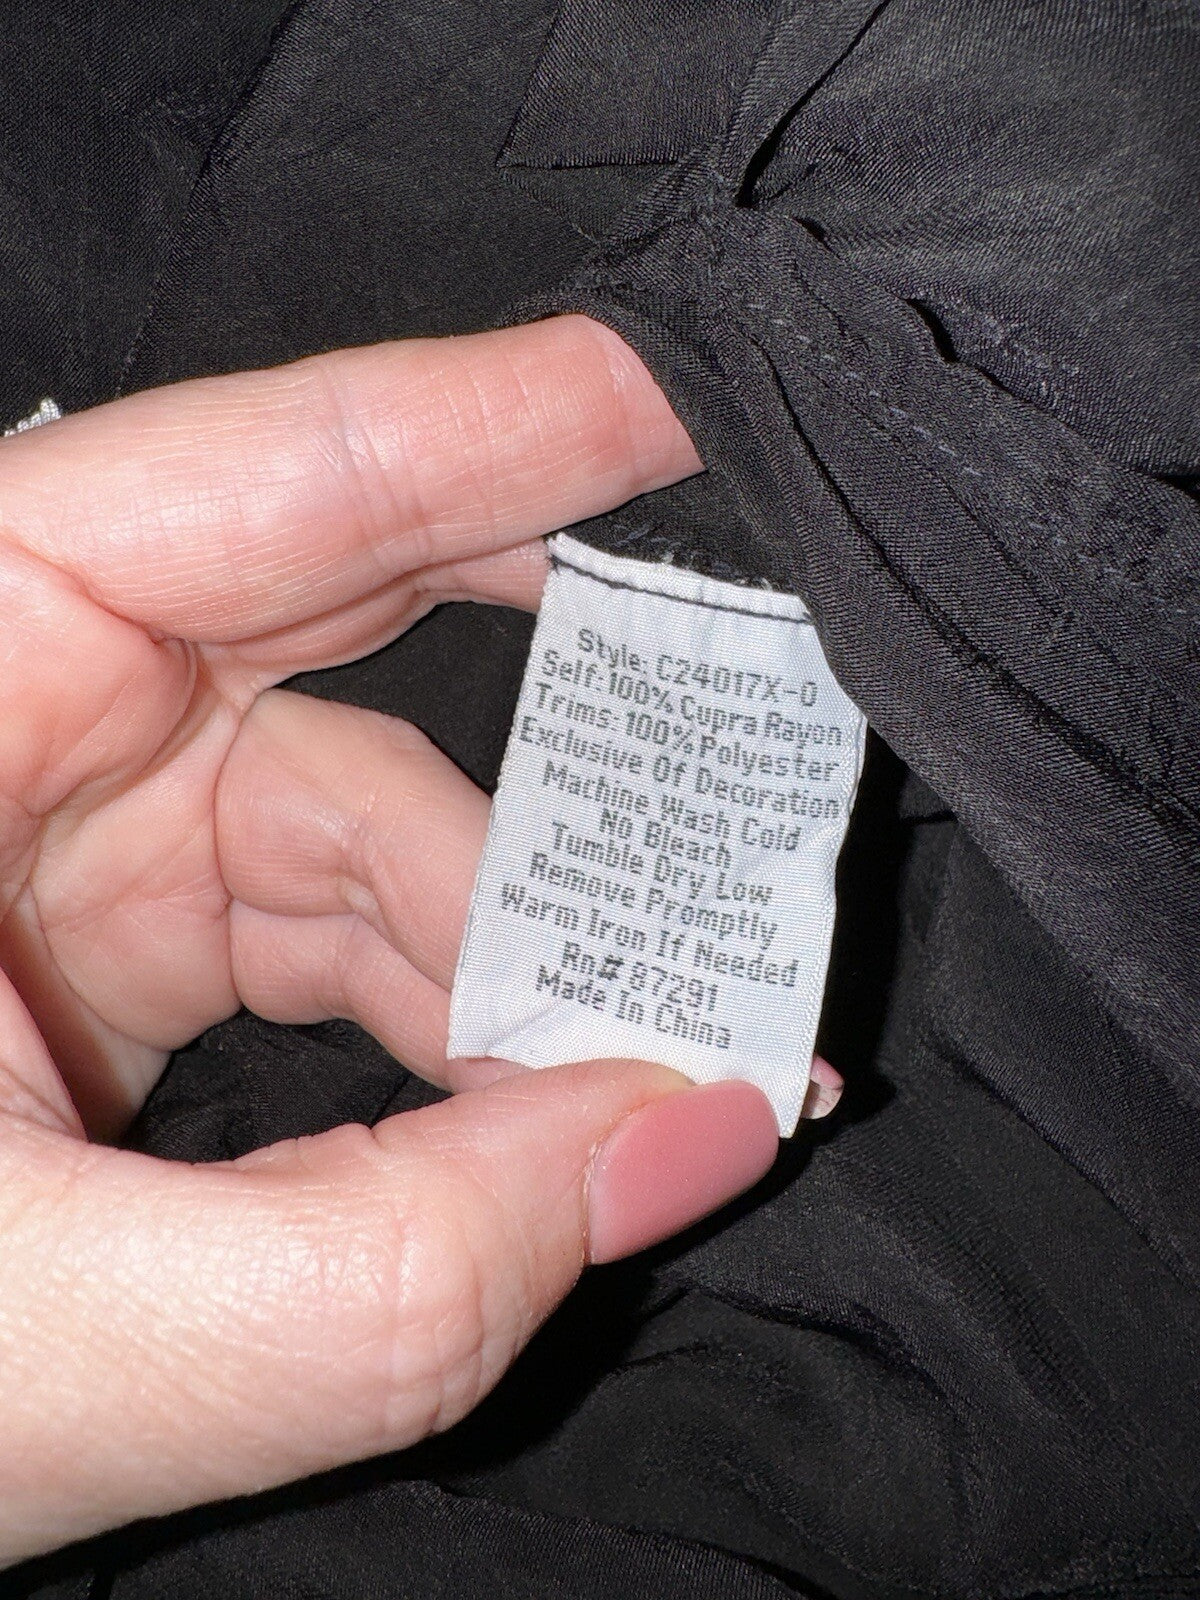 Style: C24017X-0
Self:100% Cupra Rayon
Trims:100% Polyester
Exclusive Of Decoration
Machine Wash Cold
No Bleach
Tumble Dry Low
Remove Promptly
Warm Iron If Needed
Rn# 87291
Made In China